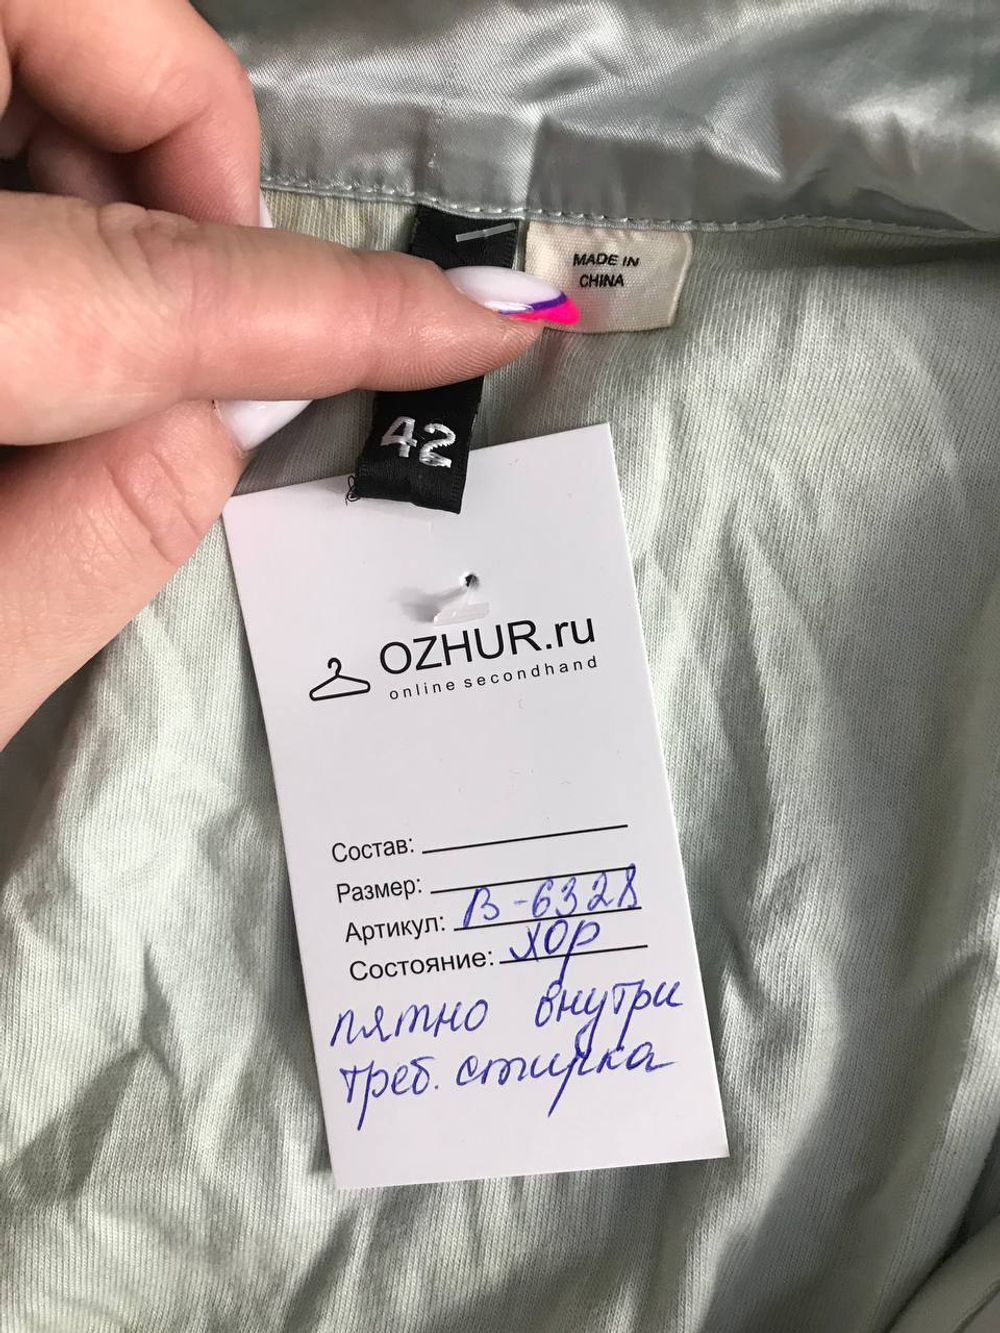 MADE IN
CHINA
42
OZHUR.ru
online secondhand
Состав:
Размер:
Артикул: В-6328
Состояние: хор
пятно внутри
треб. стирка